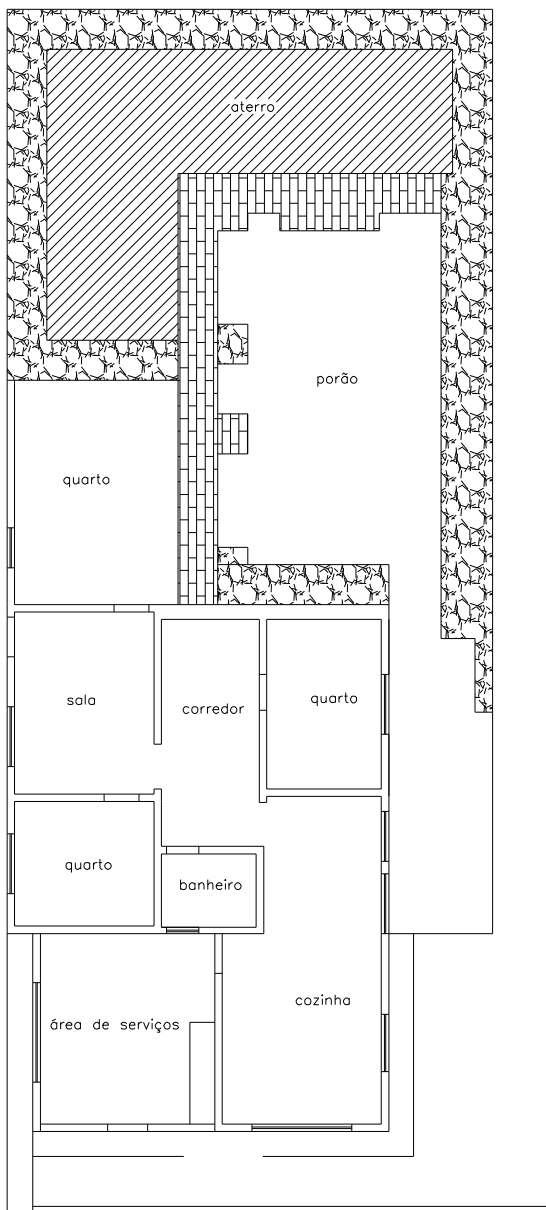 aterro
porão
quarto
sala
corredor
quarto
quarto
banheiro
cozinha
área de serviços